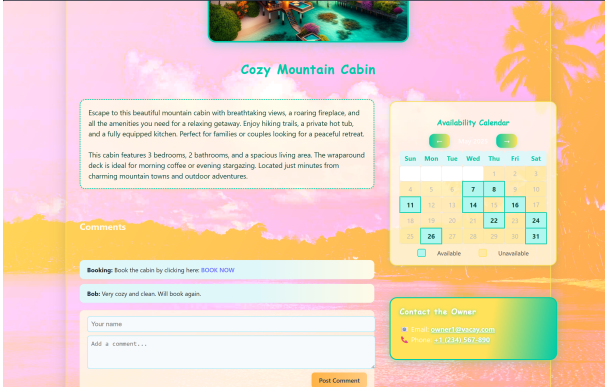 Cozy Mountain Cabin
Escape to this beautiful mountain cabin with breathtaking views, a roaring fireplace, and
all the amenities you need for a relaxing getaway. Enjoy hiking trails, a private hot tub,
and a fully equipped kitchen. Perfect for families or couples looking for a peaceful retreat.
This cabin features 3 bedrooms, 2 bathrooms, and a spacious living area. The wraparound
deck is ideal for morning coffee or evening stargazing. Located just minutes from
charming mountain towns and outdoor adventures.
Comments
Booking: Book the cabin by clicking here: BOOK NOW
Bob: Very cozy and clean. Will book again.
Your name
Add a comment...
Post Comment
Availability Calendar
← →
Sun Mon Tue Wed Thu Fri Sat
1 2 3
4 5 6 7 8 9 10
11 12 13 14 15 16 17
18 19 20 21 22 23 24
25 26 27 28 29 30 31
Available Unavailable
Contact the Owner
Email: owner1@vacay.com
Phone: +1 (234) 567-890